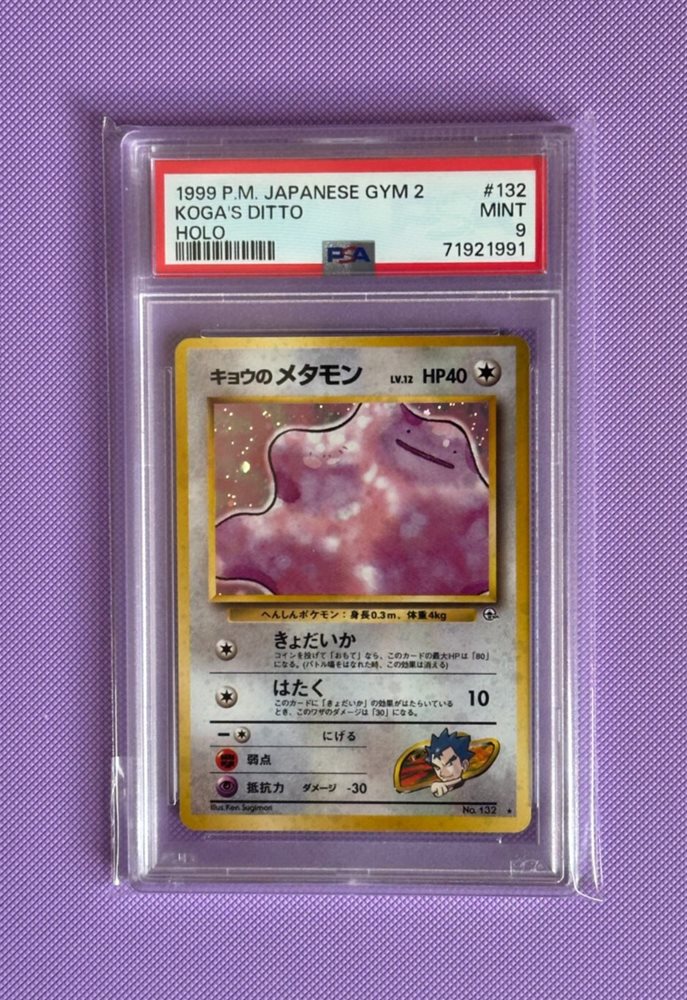 1999 P.M. JAPANESE GYM 2 #132
KOGA'S DITTO MINT
HOLO 9
PSA 71921991
キョウのメタモン LV.12 HP40
へんしんポケモン：身長0.3m、体重4kg
きょだいか
コインを投げて「おもて」なら、このカードの最大HPは「80」
になる。(バトル場をはなれた時、この効果は消える)
はたく 10
このカードに「きょだいか」の効果がはたらいている
とき、このワザのダメージは「30」になる。
にげる
弱点
抵抗力 ダメージ -30
Illus. Ken Sugimori No. 132